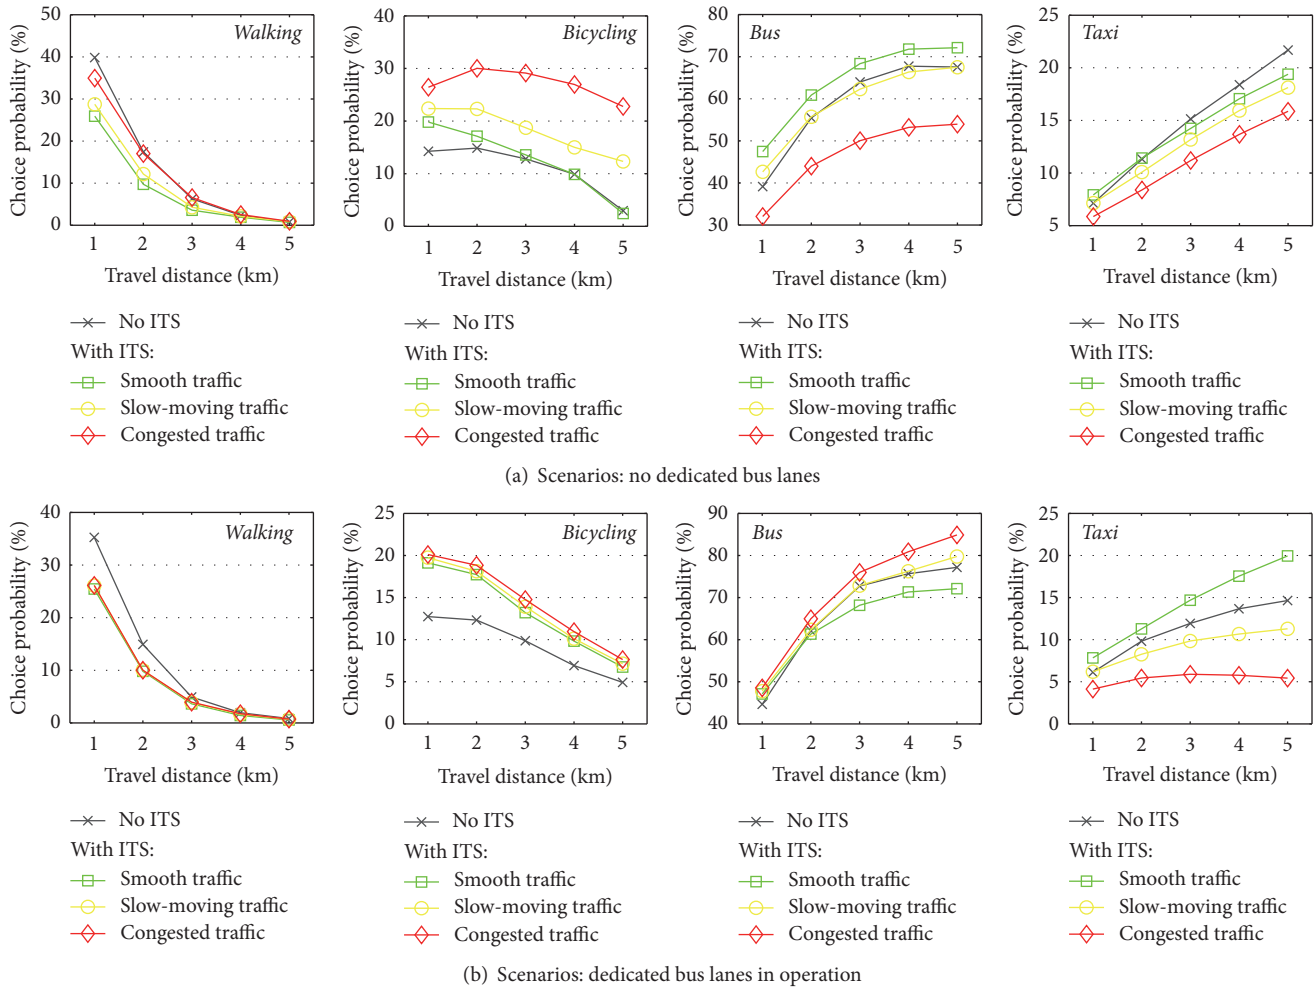 Walking
Choice probability (%)
50
40
30
20
10
0
1 2 3 4 5
Travel distance (km)
No ITS
With ITS:
Smooth traffic
Slow-moving traffic
Congested traffic
Bicycling
Choice probability (%)
40
30
20
10
0
1 2 3 4 5
Travel distance (km)
No ITS
With ITS:
Smooth traffic
Slow-moving traffic
Congested traffic
Bus
Choice probability (%)
80
70
60
50
40
30
1 2 3 4 5
Travel distance (km)
No ITS
With ITS:
Smooth traffic
Slow-moving traffic
Congested traffic
Taxi
Choice probability (%)
25
20
15
10
5
1 2 3 4 5
Travel distance (km)
No ITS
With ITS:
Smooth traffic
Slow-moving traffic
Congested traffic
(a) Scenarios: no dedicated bus lanes
Walking
Choice probability (%)
40
30
20
10
0
1 2 3 4 5
Travel distance (km)
No ITS
With ITS:
Smooth traffic
Slow-moving traffic
Congested traffic
Bicycling
Choice probability (%)
25
20
15
10
5
0
1 2 3 4 5
Travel distance (km)
No ITS
With ITS:
Smooth traffic
Slow-moving traffic
Congested traffic
Bus
Choice probability (%)
90
80
70
60
50
40
1 2 3 4 5
Travel distance (km)
No ITS
With ITS:
Smooth traffic
Slow-moving traffic
Congested traffic
Taxi
Choice probability (%)
25
20
15
10
5
0
1 2 3 4 5
Travel distance (km)
No ITS
With ITS:
Smooth traffic
Slow-moving traffic
Congested traffic
(b) Scenarios: dedicated bus lanes in operation